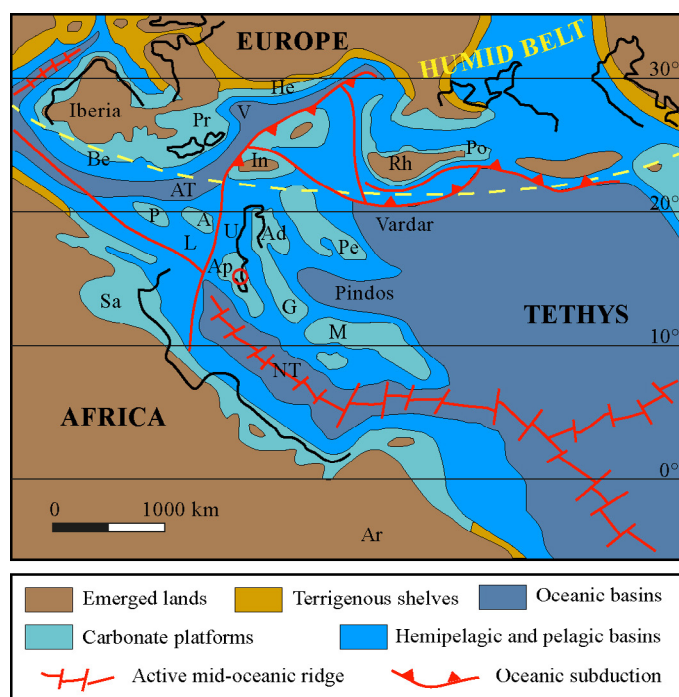 EUROPE
HUMID BELT
30°
He
Iberia
Pr
V
Be
In
Rh
Po
AT
20°
P
A
U
Ad
Vardar
L
Pe
Ap
Sa
G
Pindos
TETHYS
M
10°
NT
AFRICA
0°
0 1000 km
Ar
Emerged lands
Terrigenous shelves
Oceanic basins
Carbonate platforms
Hemipelagic and pelagic basins
Active mid-oceanic ridge
Oceanic subduction